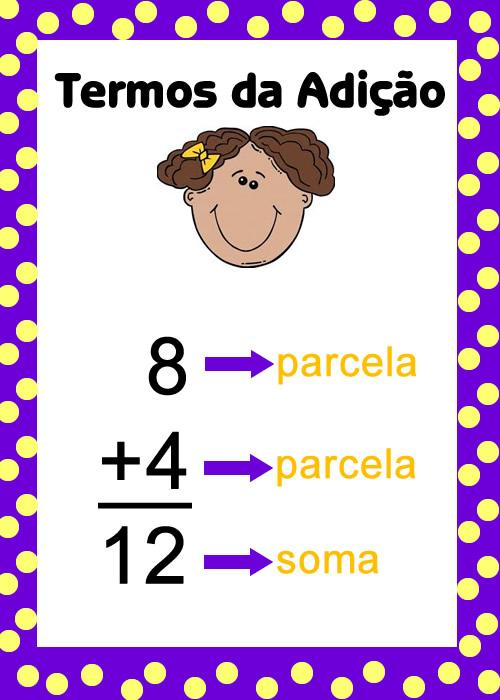 Termos da Adição
8 parcela
+4 parcela
12 soma